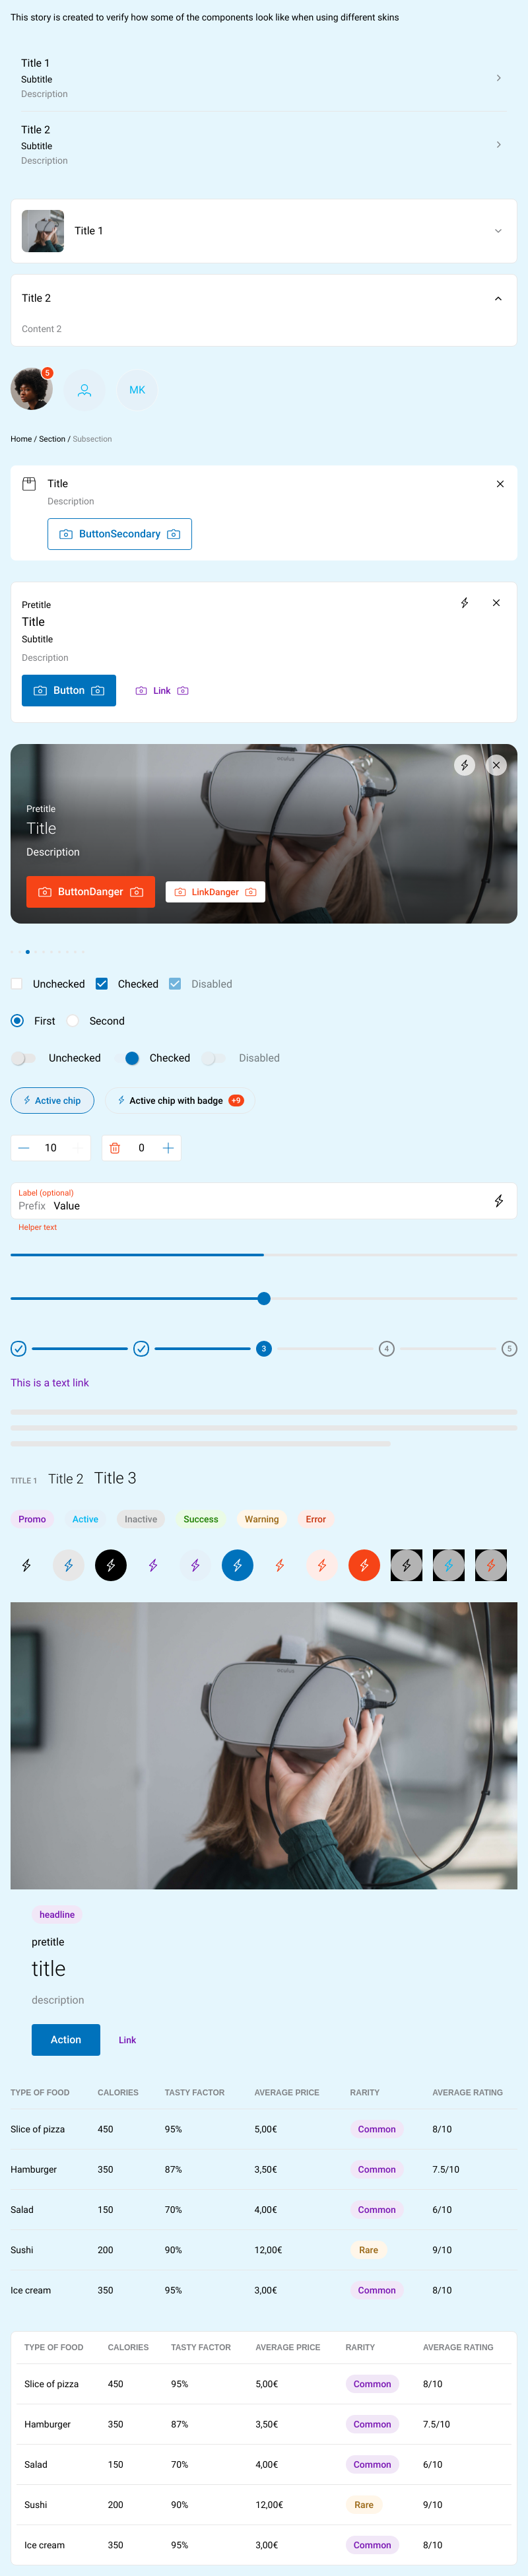 This story is created to verify how some of the components look like when using different skins
Title 1
Subtitle
Description
Title 2
Subtitle
Description
Title 1
Title 2
Content 2
5
MK
Home / Section / Subsection
Title
Description
ButtonSecondary
Pretitle
Title
Subtitle
Description
Button Link
oculus
Pretitle
Title
Description
ButtonDanger LinkDanger
Unchecked Checked Disabled
First Second
Unchecked Checked Disabled
Active chip Active chip with badge +9
10 0
Label (optional)
Prefix Value
Helper text
3 4 5
This is a text link
TITLE 1 Title 2 Title 3
Promo Active Inactive Success Warning Error
oculus
headline
pretitle
title
description
Action Link
TYPE OF FOOD CALORIES TASTY FACTOR AVERAGE PRICE RARITY AVERAGE RATING
Slice of pizza 450 95% 5,00€ Common 8/10
Hamburger 350 87% 3,50€ Common 7.5/10
Salad 150 70% 4,00€ Common 6/10
Sushi 200 90% 12,00€ Rare 9/10
Ice cream 350 95% 3,00€ Common 8/10
TYPE OF FOOD CALORIES TASTY FACTOR AVERAGE PRICE RARITY AVERAGE RATING
Slice of pizza 450 95% 5,00€ Common 8/10
Hamburger 350 87% 3,50€ Common 7.5/10
Salad 150 70% 4,00€ Common 6/10
Sushi 200 90% 12,00€ Rare 9/10
Ice cream 350 95% 3,00€ Common 8/10